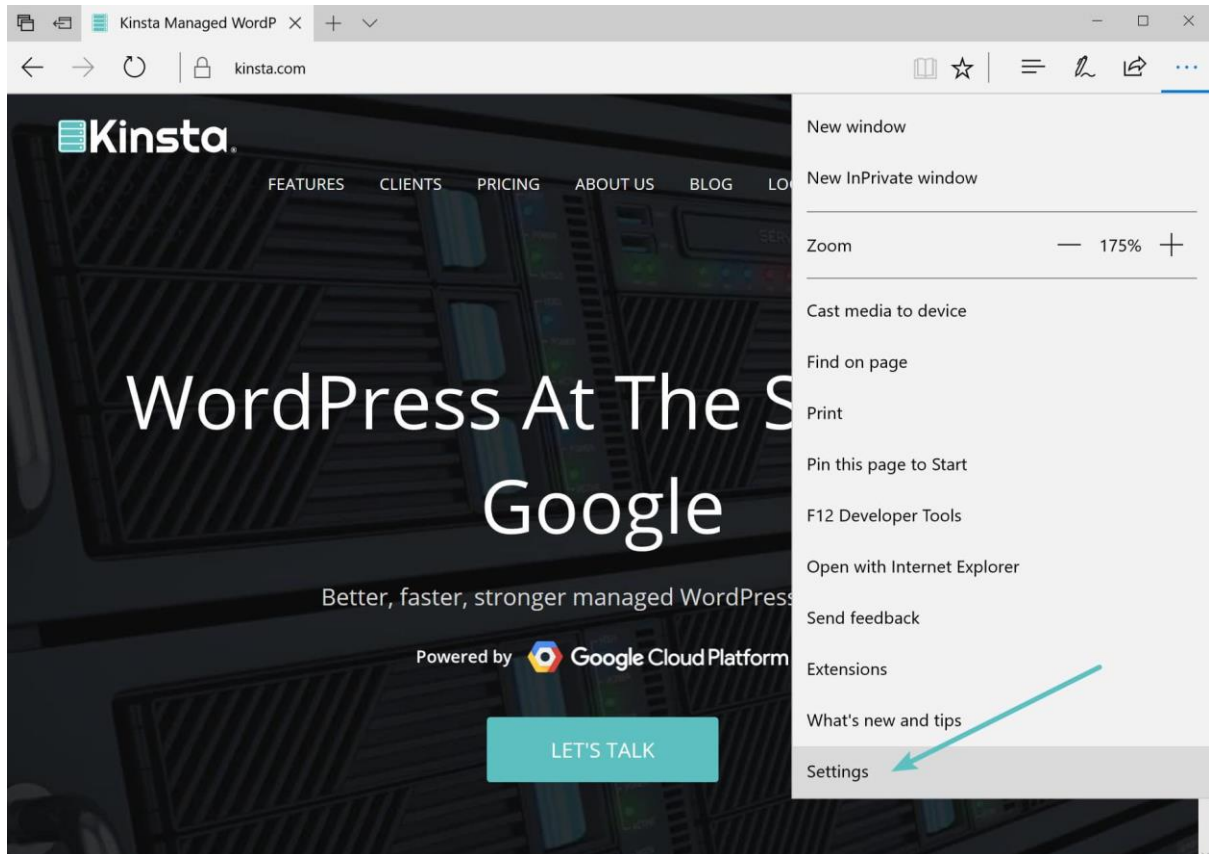 Kinsta Managed WordP
kinsta.com
Kinsta
FEATURES CLIENTS PRICING ABOUT US BLOG LO
WordPress At The S
Google
Better, faster, stronger managed WordPress
Powered by Google Cloud Platform
LET'S TALK
New window
New InPrivate window
Zoom 175%
Cast media to device
Find on page
Print
Pin this page to Start
F12 Developer Tools
Open with Internet Explorer
Send feedback
Extensions
What's new and tips
Settings